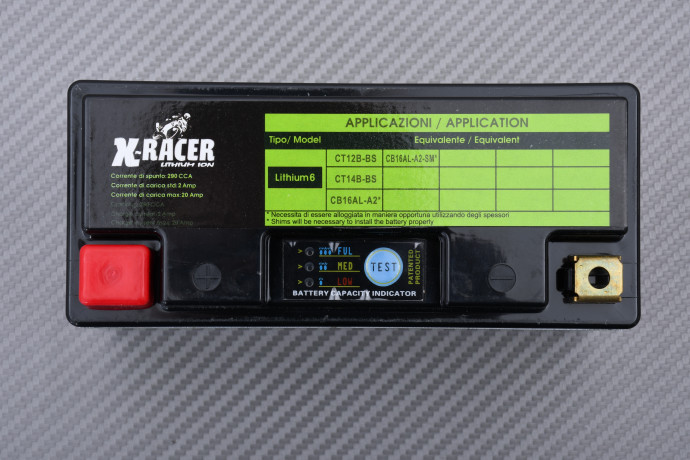 X-RACER
LITHIUM ION
Corrente di spunto: 290 CCA
Corrente di carica std: 2 Amp
Corrente di carica max: 20 Amp
APPLICAZIONI / APPLICATION
Tipo/ Model Equivalente / Equivalent
Lithium 6
CT12B-BS CB16AL-A2-SM*
CT14B-BS
CB16AL-A2*
* Necessita di essere alloggiata in maniera opportuna utilizzando degli spessori
* Shims will be necessary to install the battery properly
> FUL
> MED
> LOW
TEST
PATENTED
PRODUCT
BATTERY CAPACITY INDICATOR